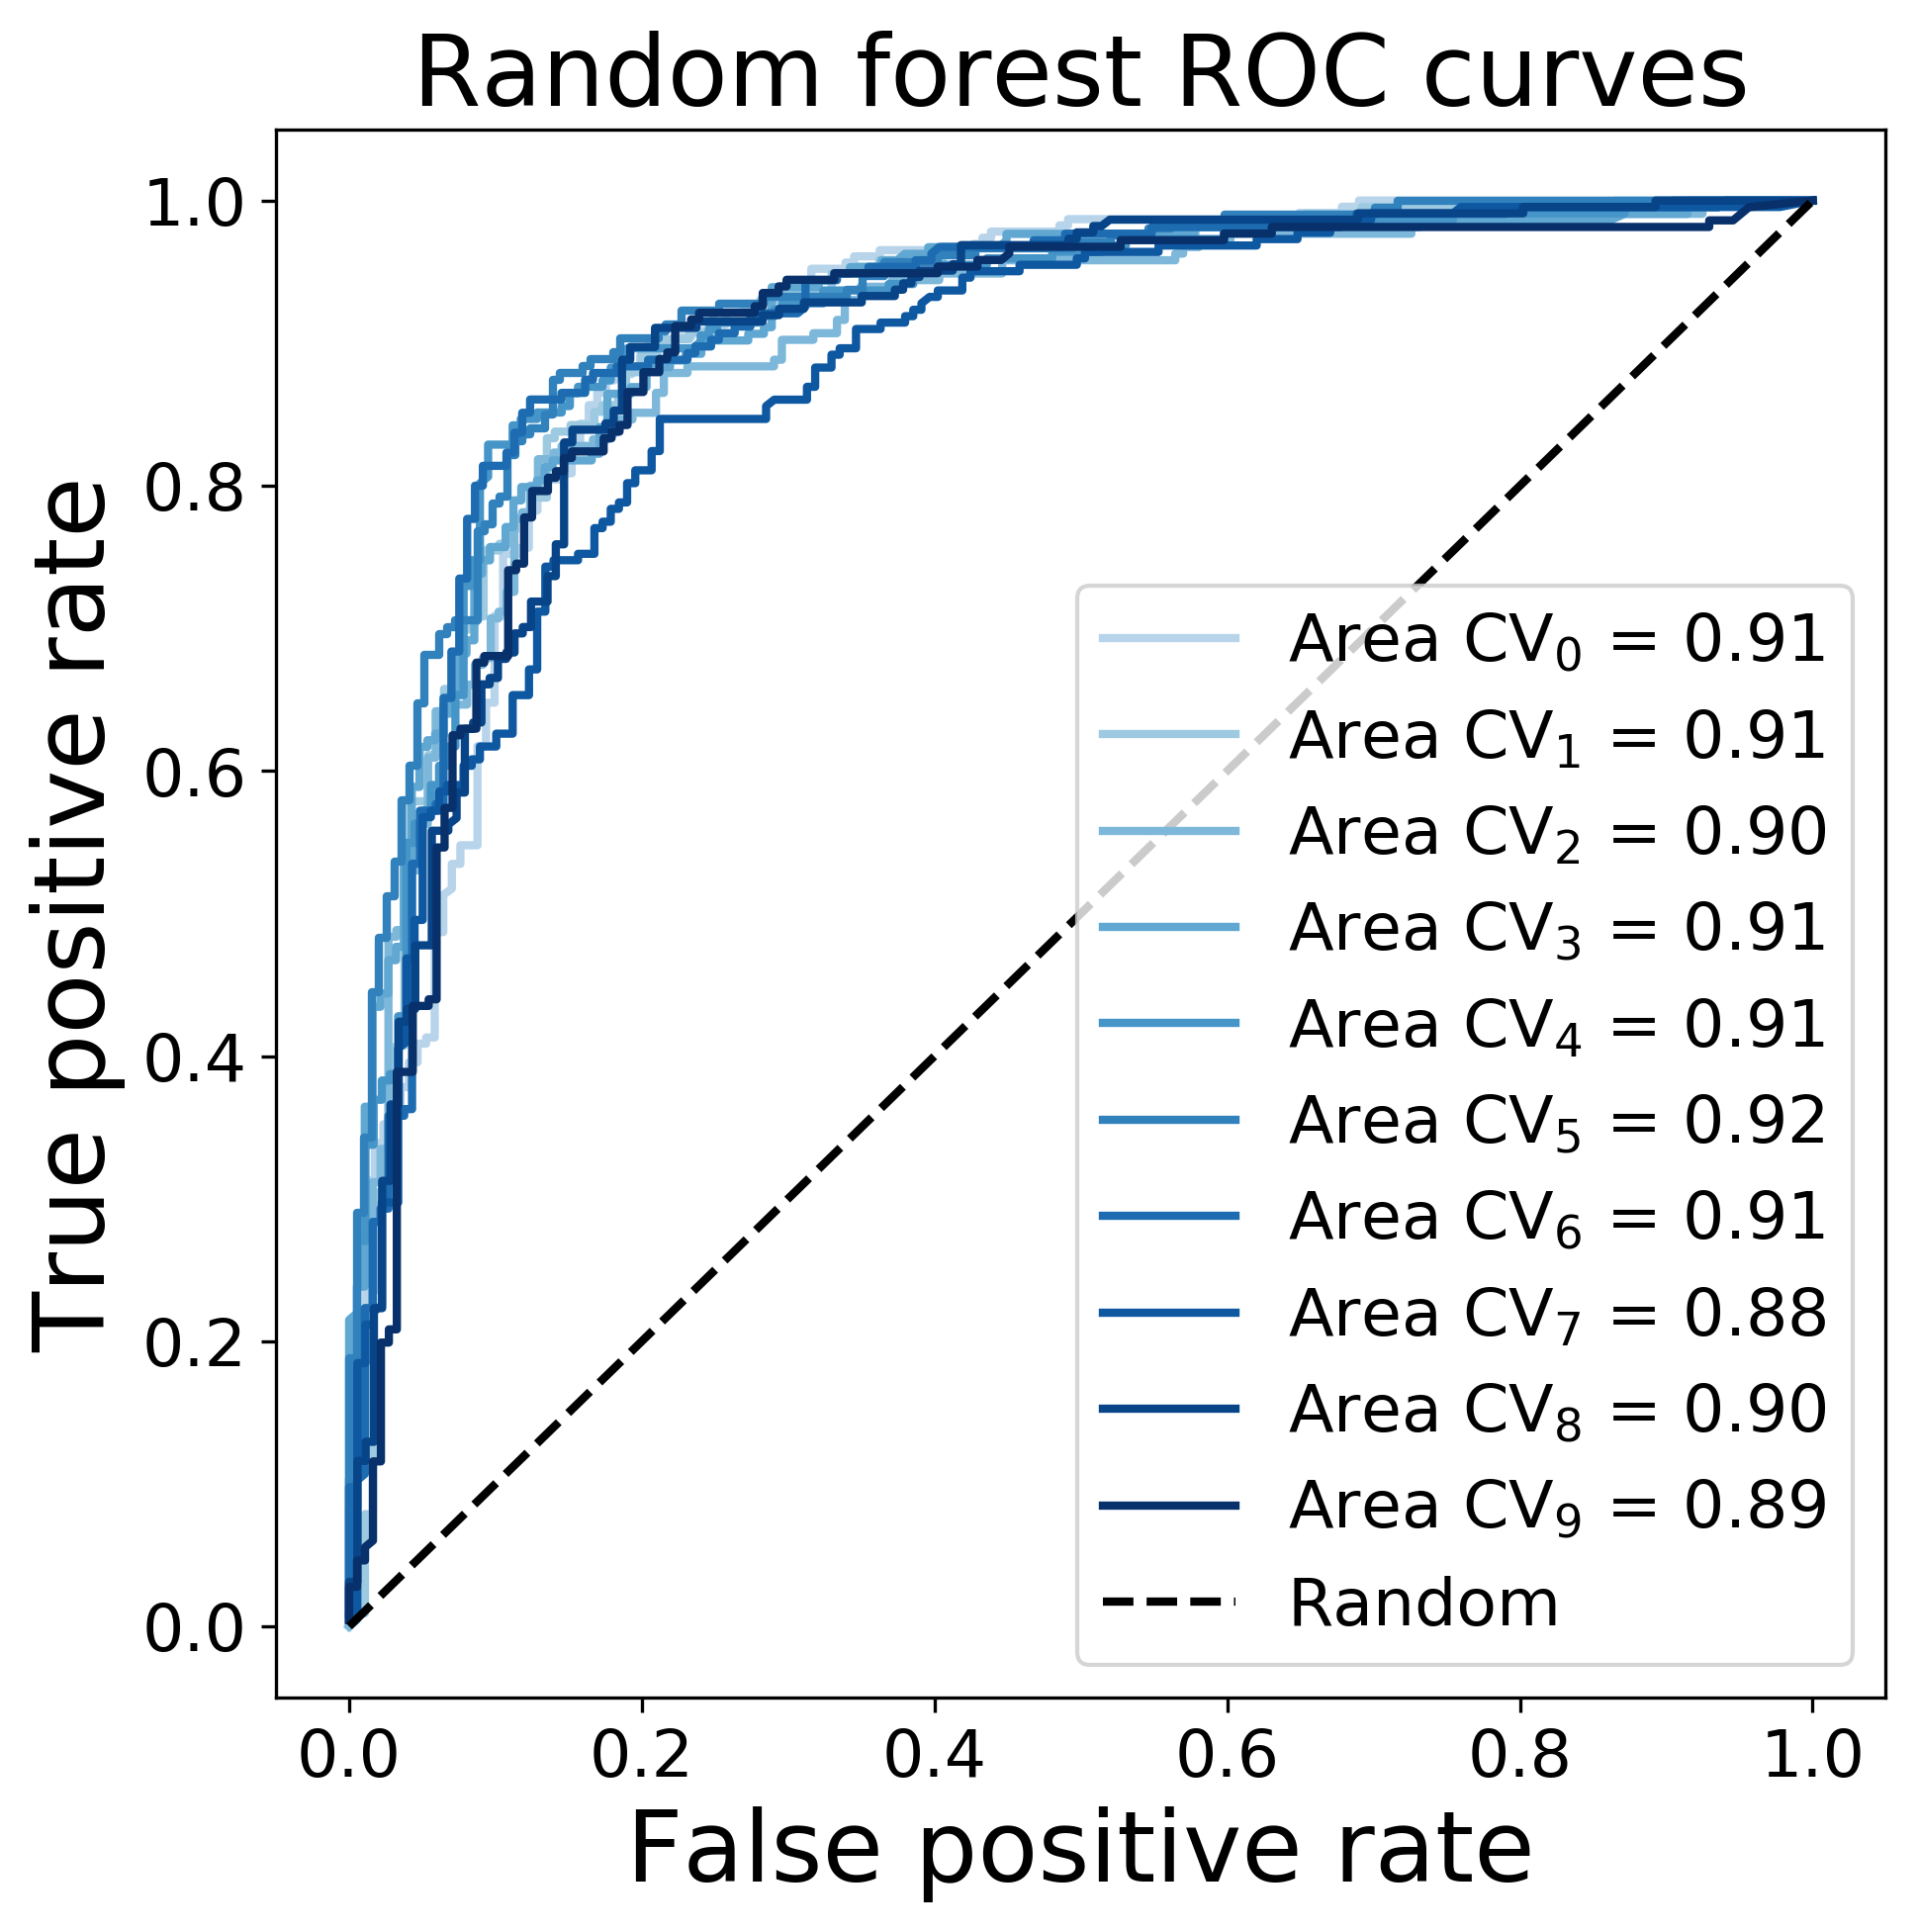 Random forest ROC curves
True positive rate
1.0
0.8
0.6
0.4
0.2
0.0
Area CV₀ = 0.91
Area CV₁ = 0.91
Area CV₂ = 0.90
Area CV₃ = 0.91
Area CV₄ = 0.91
Area CV₅ = 0.92
Area CV₆ = 0.91
Area CV₇ = 0.88
Area CV₈ = 0.90
Area CV₉ = 0.89
Random
0.0 0.2 0.4 0.6 0.8 1.0
False positive rate